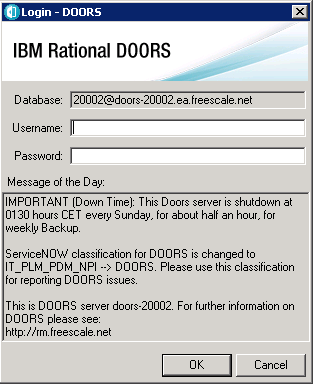 Login - DOORS
IBM Rational DOORS
Database: 20002@doors-20002.ea.freescale.net
Username:
Password:
Message of the Day:
IMPORTANT (Down Time): This Doors server is shutdown at
0130 hours CET every Sunday, for about half an hour, for
weekly Backup.
ServiceNOW classification for DOORS is changed to
IT_PLM_PDM_NPI --> DOORS. Please use this classification
for reporting DOORS issues.
This is DOORS server doors-20002. For further information on
DOORS please see:
http://rm.freescale.net
OK Cancel